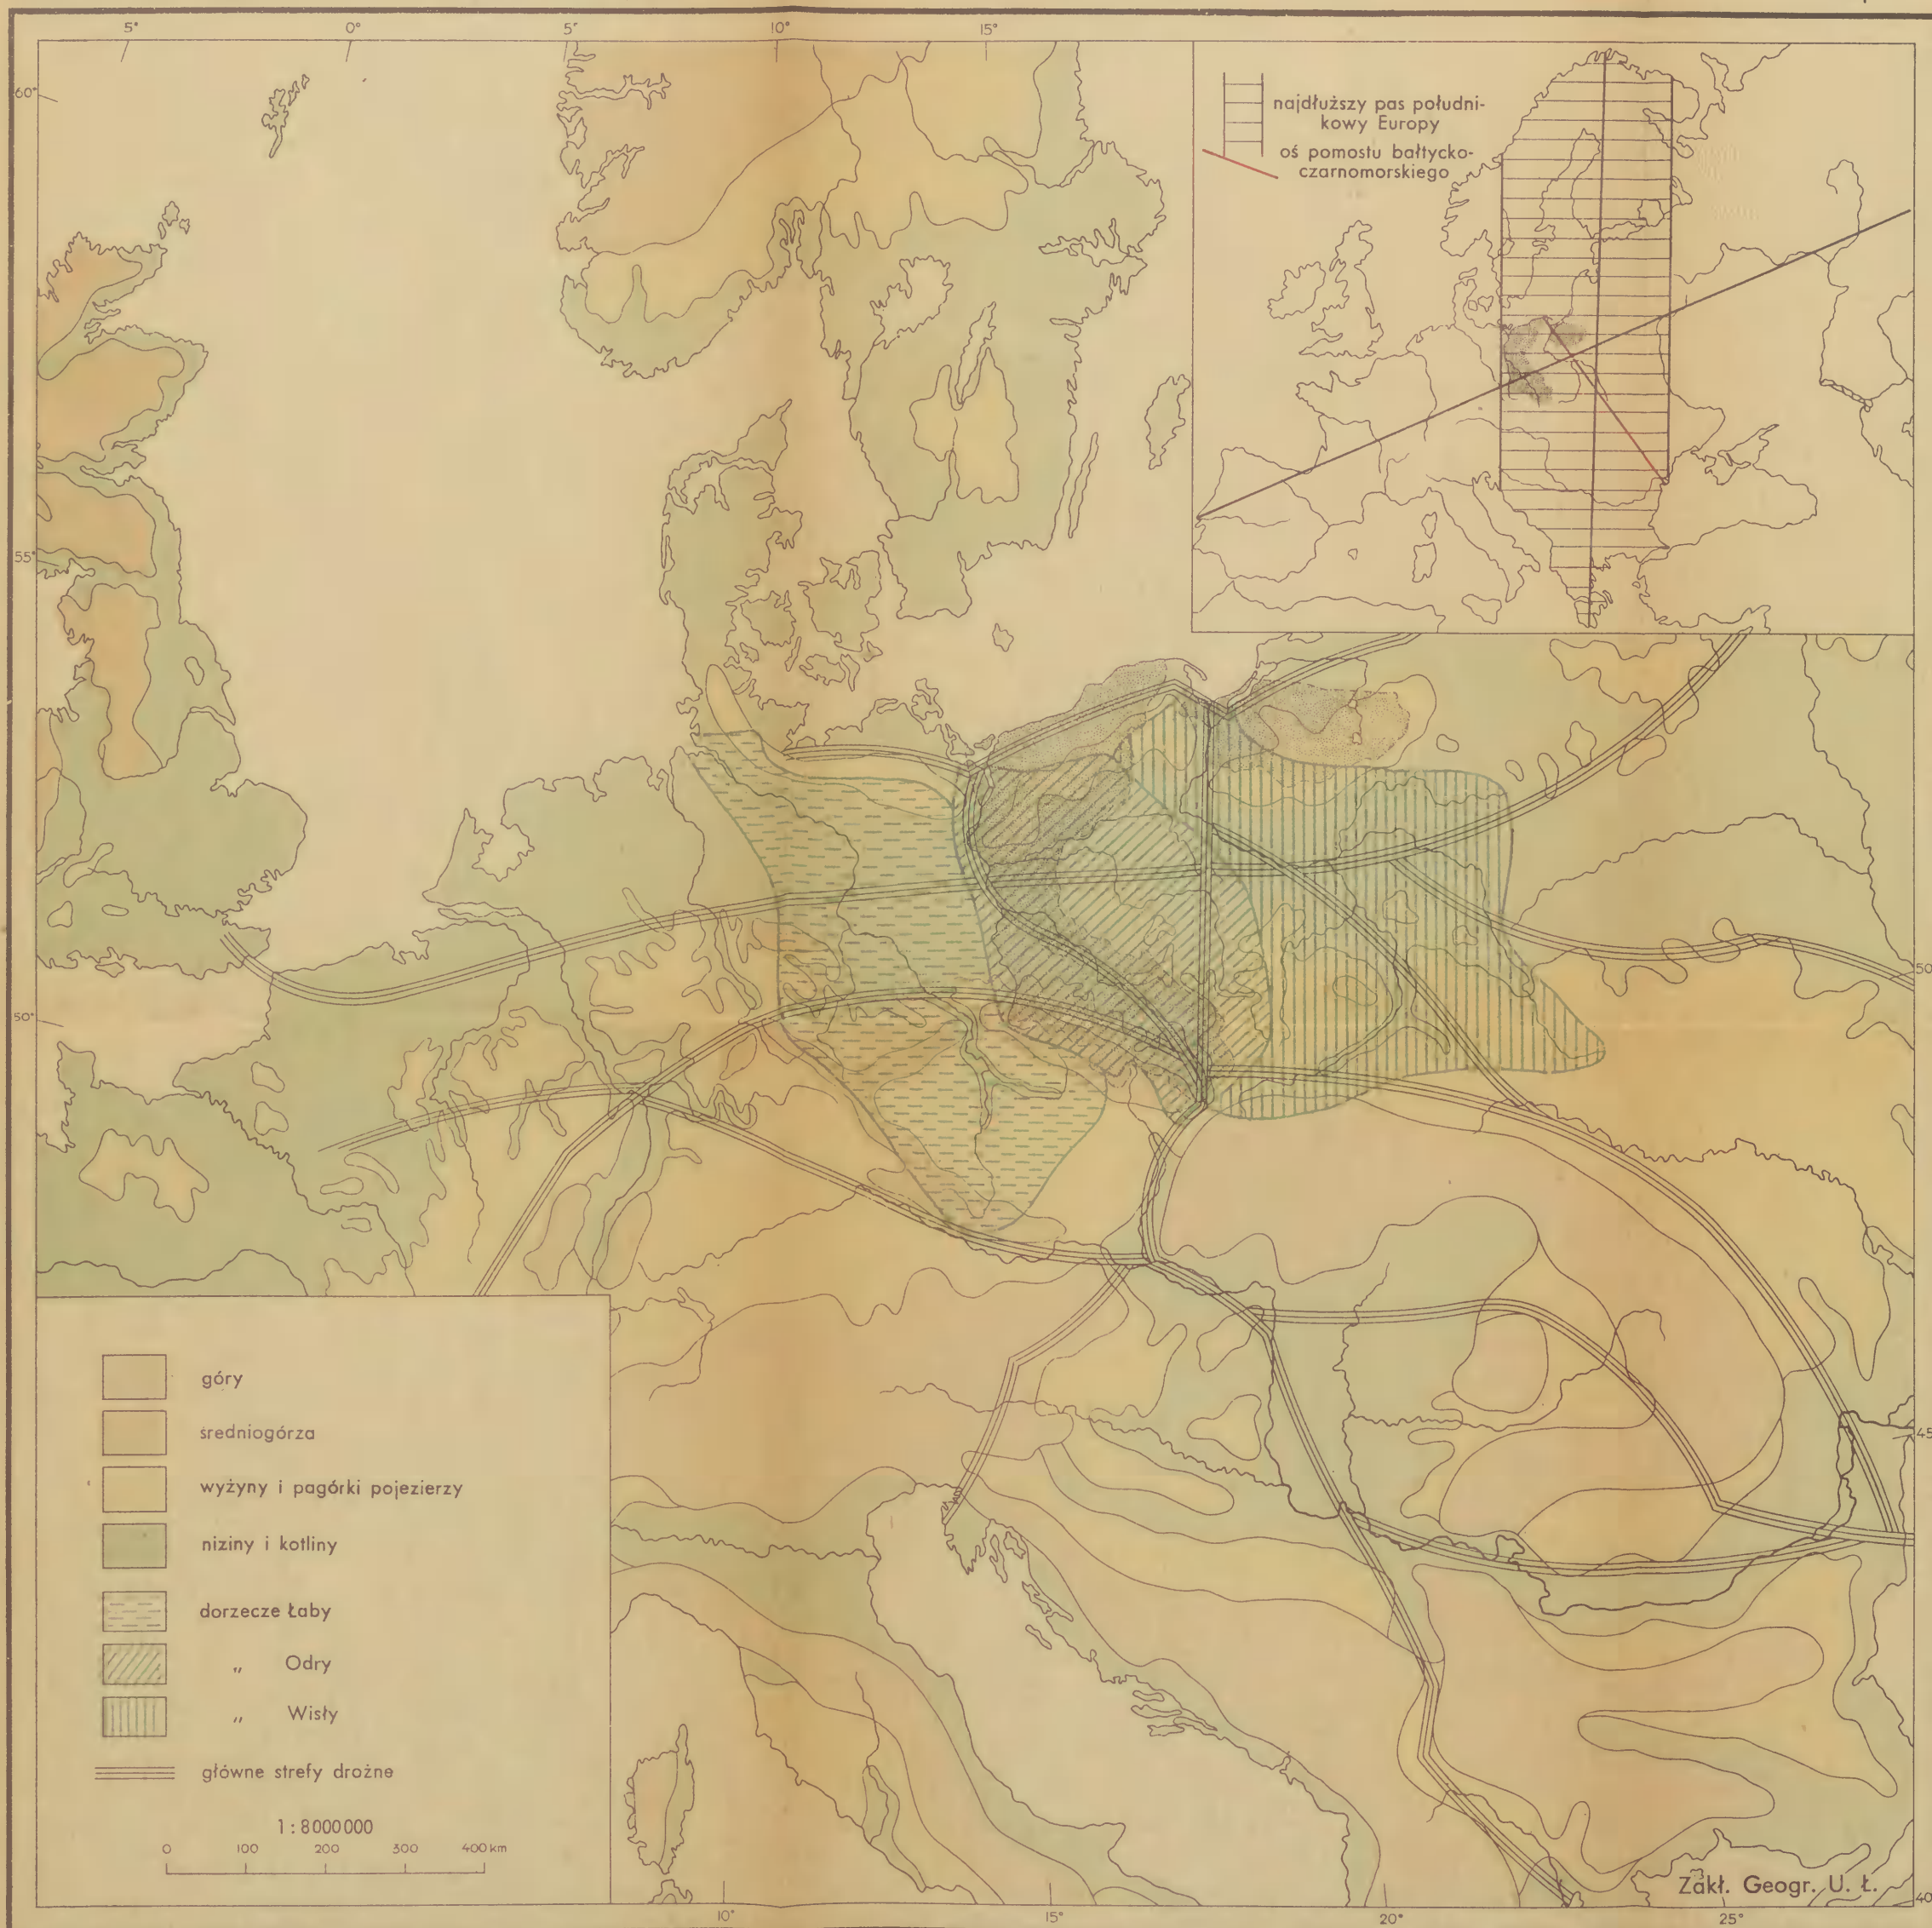 5° 0° 5° 10° 15°
60°
55°
50°
50°
45
40
najdłuższy pas południ-
kowy Europy
oś pomostu bałtycko-
czarnomorskiego
góry
średniogórza
wyżyny i pagórki pojezierzy
niziny i kotliny
dorzecze Łaby
„ Odry
„ Wisły
główne strefy drożne
1:8000000
0 100 200 300 400 km
Zakł. Geogr. U. Ł.
10° 15° 20° 25°